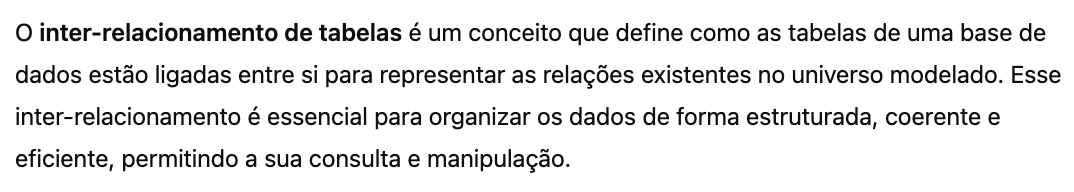 O inter-relacionamento de tabelas é um conceito que define como as tabelas de uma base de
dados estão ligadas entre si para representar as relações existentes no universo modelado. Esse
inter-relacionamento é essencial para organizar os dados de forma estruturada, coerente e
eficiente, permitindo a sua consulta e manipulação.